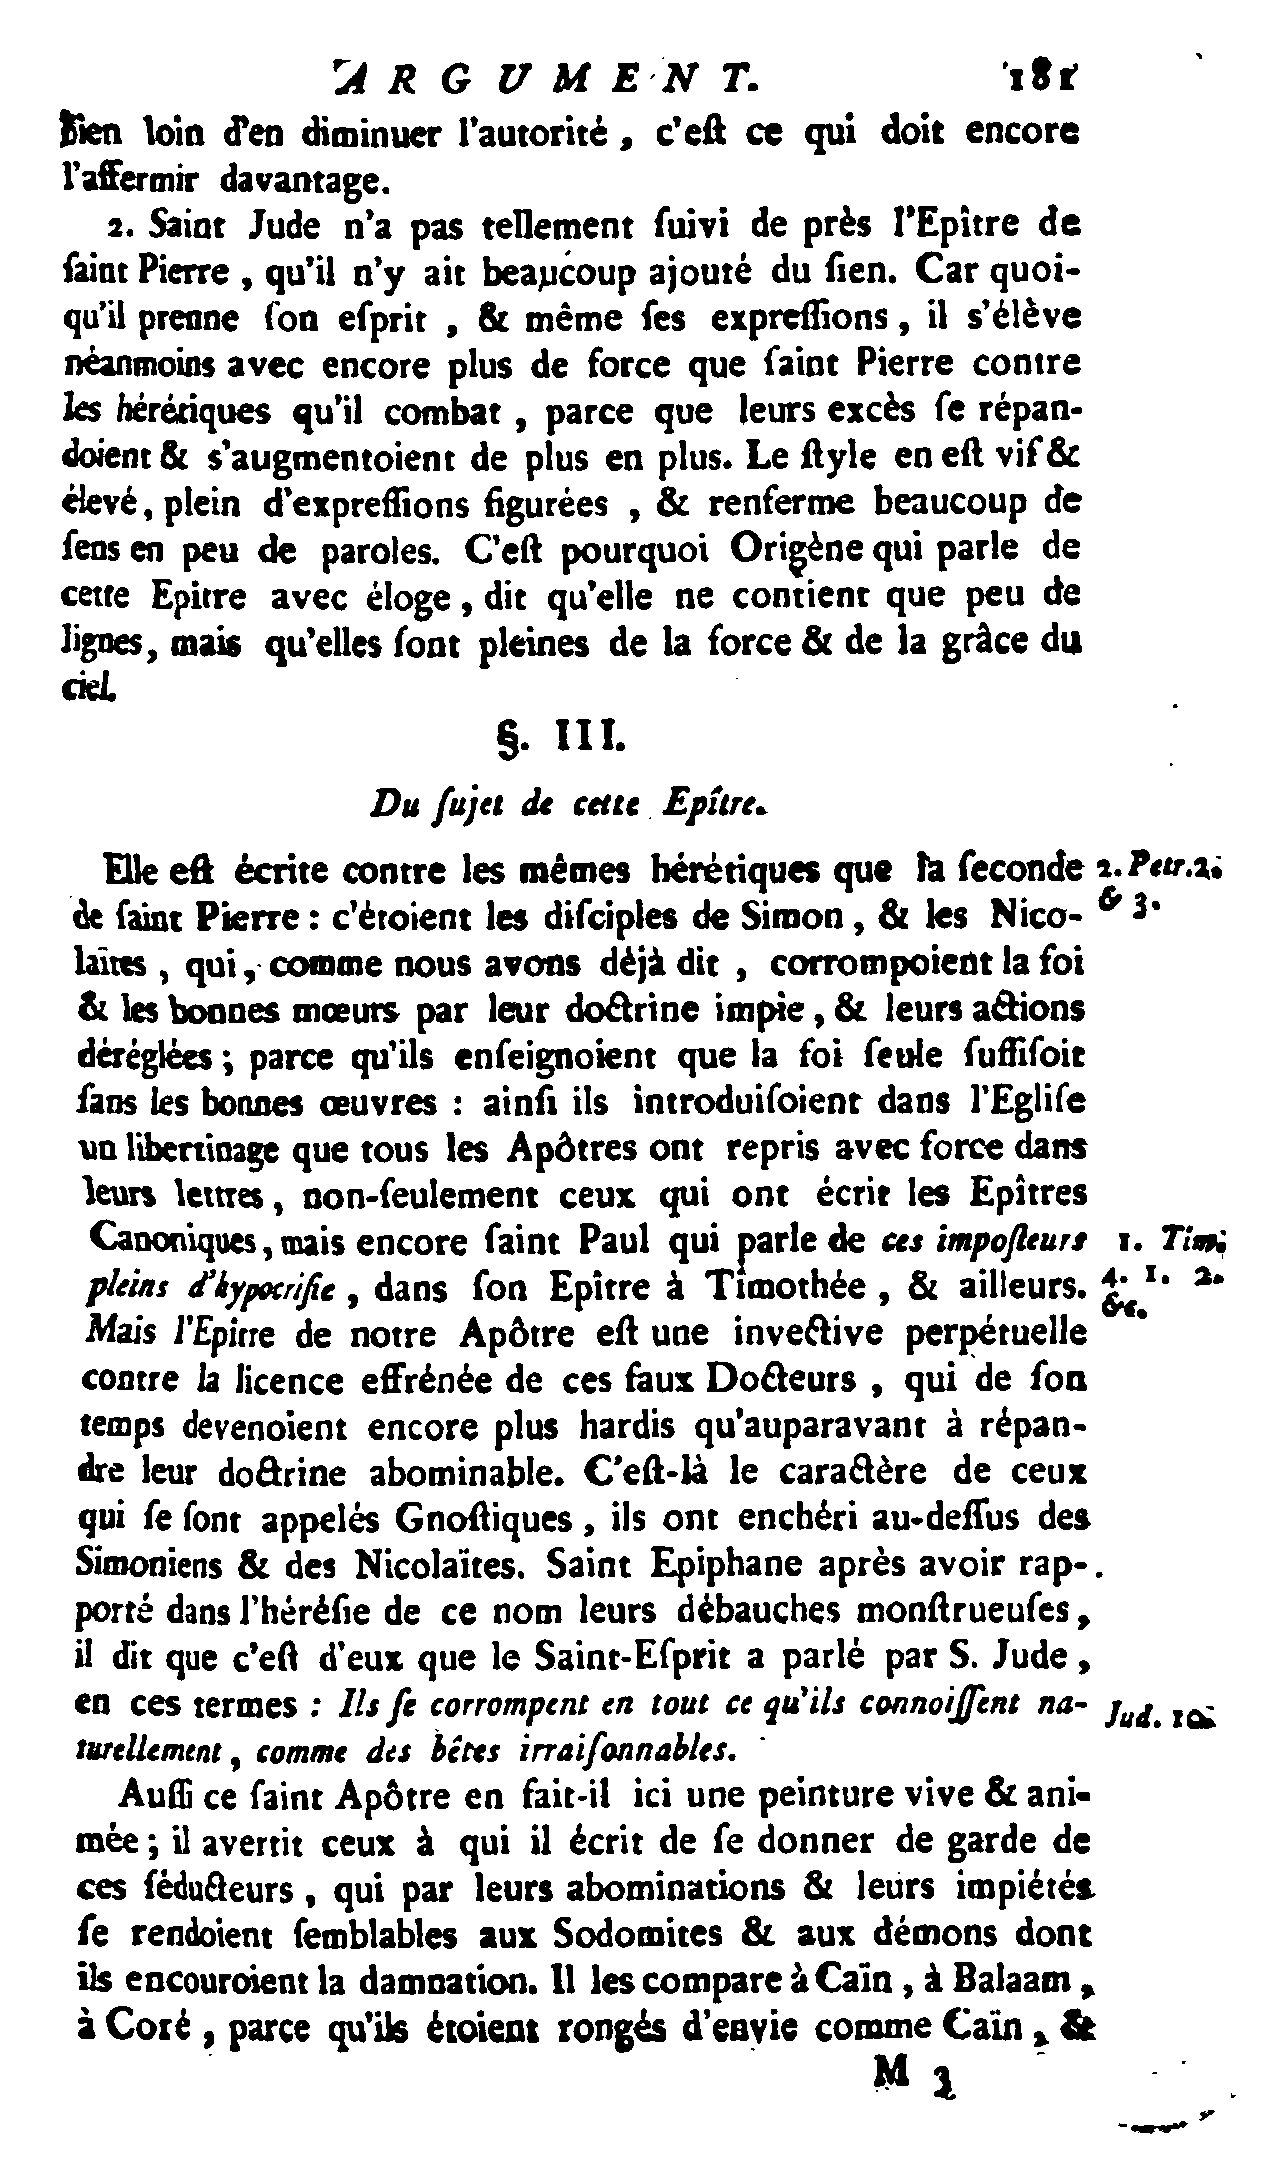 ARGUMENT. 181
bien loin d'en diminuer l'autorité, c'eſt ce qui doit encore
l'affermir davantage.
2. Saint Jude n'a pas tellement ſuivi de près l'Epître de
ſaint Pierre, qu'il n'y ait beaucoup ajouté du ſien. Car quoi-
qu'il prenne ſon eſprit, & même ſes expreſſions, il s'élève
néanmoins avec encore plus de force que ſaint Pierre contre
les hérétiques qu'il combat, parce que leurs excès ſe répan-
doient & s'augmentoient de plus en plus. Le ſtyle en eſt vif &
élevé, plein d'expreſſions figurées, & renferme beaucoup de
ſens en peu de paroles. C'eſt pourquoi Origène qui parle de
cette Epitre avec éloge, dit qu'elle ne contient que peu de
lignes, mais qu'elles ſont pleines de la force & de la grâce du
ciel.
§. III.
Du ſujet de cette Epître.
Elle eſt écrite contre les mêmes hérétiques que la ſeconde 2. Petr. 2.
de ſaint Pierre: c'étoient les diſciples de Simon, & les Nico- & 3.
laïtes, qui, comme nous avons déjà dit, corrompoient la foi
& les bonnes mœurs par leur doctrine impie, & leurs actions
déréglées; parce qu'ils enſeignoient que la foi ſeule ſuffiſoit
ſans les bonnes œuvres: ainſi ils introduiſoient dans l'Egliſe
un libertinage que tous les Apôtres ont repris avec force dans
leurs lettres, non-ſeulement ceux qui ont écrit les Epîtres
Canoniques, mais encore ſaint Paul qui parle de ces impoſteurs 1. Tim.
pleins d'hypocriſie, dans ſon Epître à Timothée, & ailleurs. 4. 1. 2.
&c.
Mais l'Epitre de notre Apôtre eſt une invective perpétuelle
contre la licence effrénée de ces faux Docteurs, qui de ſon
temps devenoient encore plus hardis qu'auparavant à répan-
dre leur doctrine abominable. C'eſt-là le caractère de ceux
qui ſe ſont appelés Gnoſtiques, ils ont enchéri au-deſſus des
Simoniens & des Nicolaïtes. Saint Epiphane après avoir rap-
porté dans l'héréſie de ce nom leurs débauches monſtrueuſes,
il dit que c'eſt d'eux que le Saint-Eſprit a parlé par S. Jude,
en ces termes: Ils ſe corrompent en tout ce qu'ils connoiſſent na- Jud. 10.
turellement, comme des bêtes irraiſonnables.
Auſſi ce ſaint Apôtre en fait-il ici une peinture vive & ani-
mée; il avertit ceux à qui il écrit de ſe donner de garde de
ces ſéducteurs, qui par leurs abominations & leurs impiétés
ſe rendoient ſemblables aux Sodomites & aux démons dont
ils encouroient la damnation. Il les compare à Caïn, à Balaam,
à Coré, parce qu'ils étoient rongés d'envie comme Caïn, &
M 3